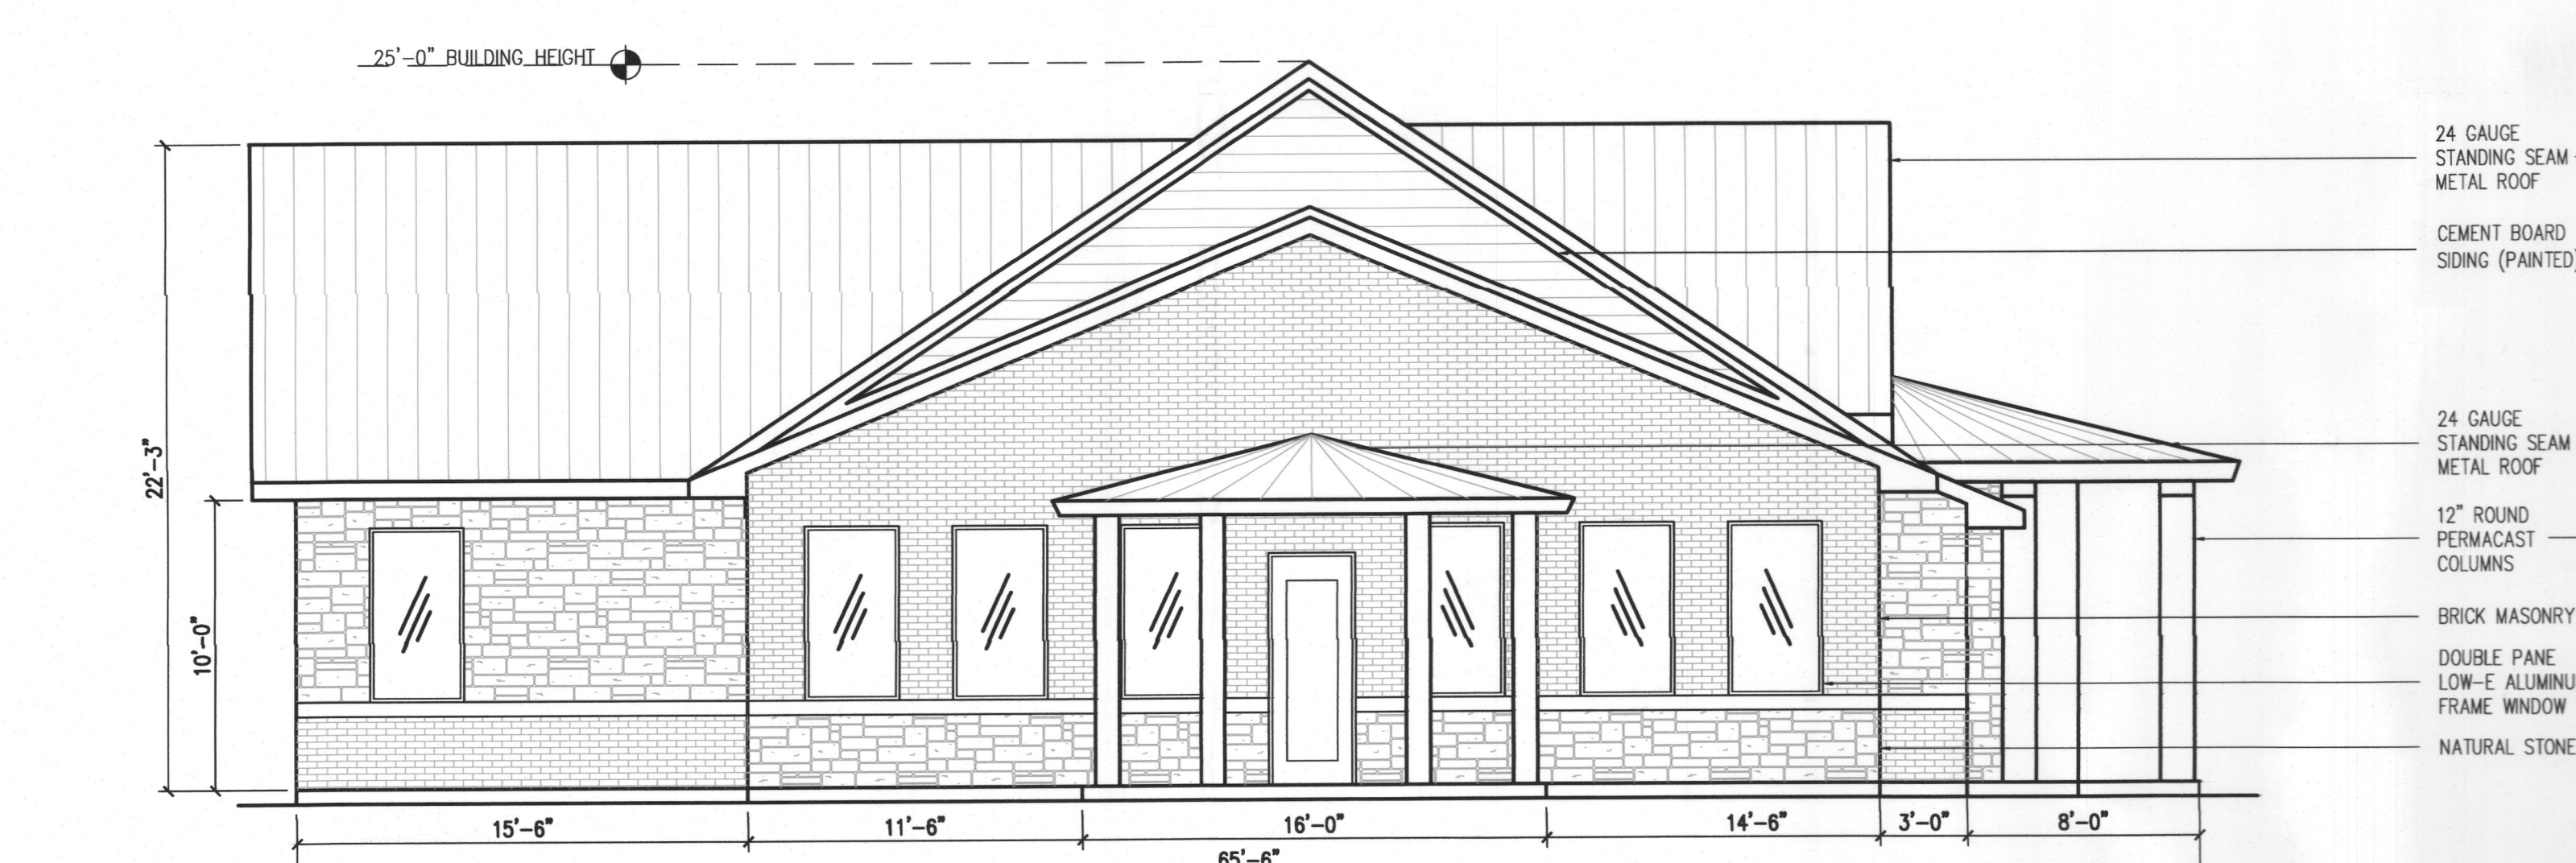 25'-0" BUILDING HEIGHT
24 GAUGE
STANDING SEAM
METAL ROOF
CEMENT BOARD
SIDING (PAINTED)
22'-3"
10'-0"
24 GAUGE
STANDING SEAM
METAL ROOF
12" ROUND
PERMACAST
COLUMNS
BRICK MASONRY
DOUBLE PANE
LOW-E ALUMINU
FRAME WINDOW
NATURAL STONE
15'-6"
11'-6"
16'-0"
14'-6"
3'-0"
8'-0"
65'-6"